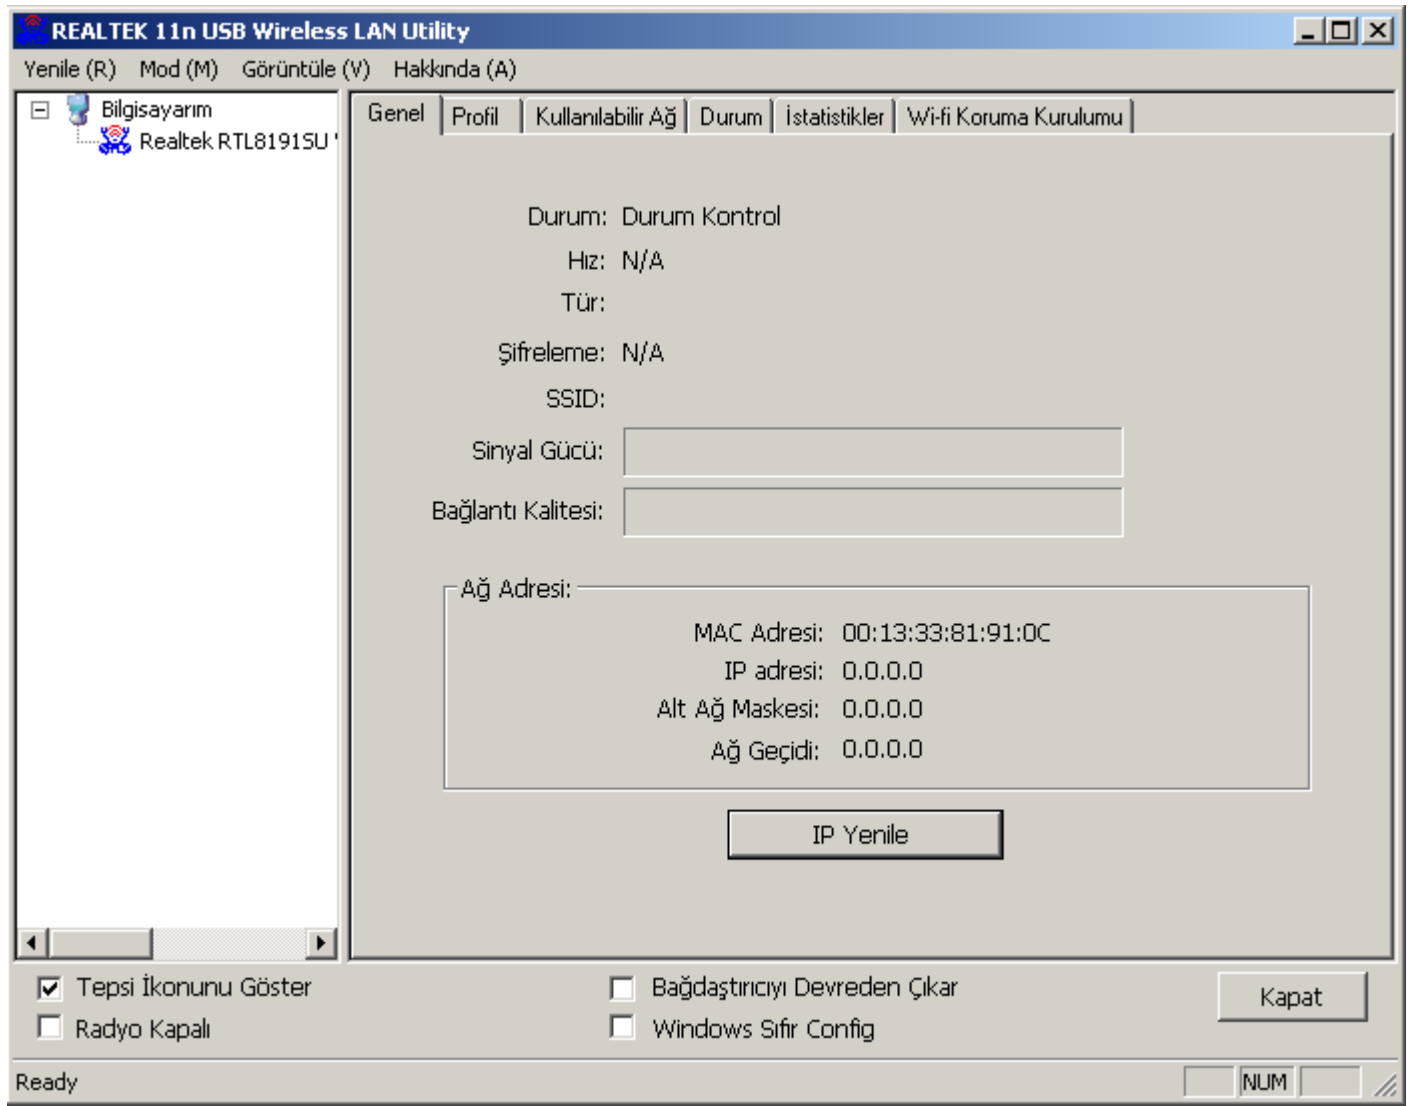 REALTEK 11n USB Wireless LAN Utility
Yenile (R) Mod (M) Görüntüle (V) Hakkında (A)
Bilgisayarım
Realtek RTL8191SU
Genel Profil Kullanılabilir Ağ Durum İstatistikler Wi-fi Koruma Kurulumu
Durum: Durum Kontrol
Hız: N/A
Tür:
Şifreleme: N/A
SSID:
Sinyal Gücü:
Bağlantı Kalitesi:
Ağ Adresi:
MAC Adresi: 00:13:33:81:91:0C
IP adresi: 0.0.0.0
Alt Ağ Maskesi: 0.0.0.0
Ağ Geçidi: 0.0.0.0
IP Yenile
Tepsi İkonunu Göster
Radyo Kapalı
Bağdaştırıcıyı Devreden Çıkar
Windows Sıfır Config
Kapat
Ready
NUM